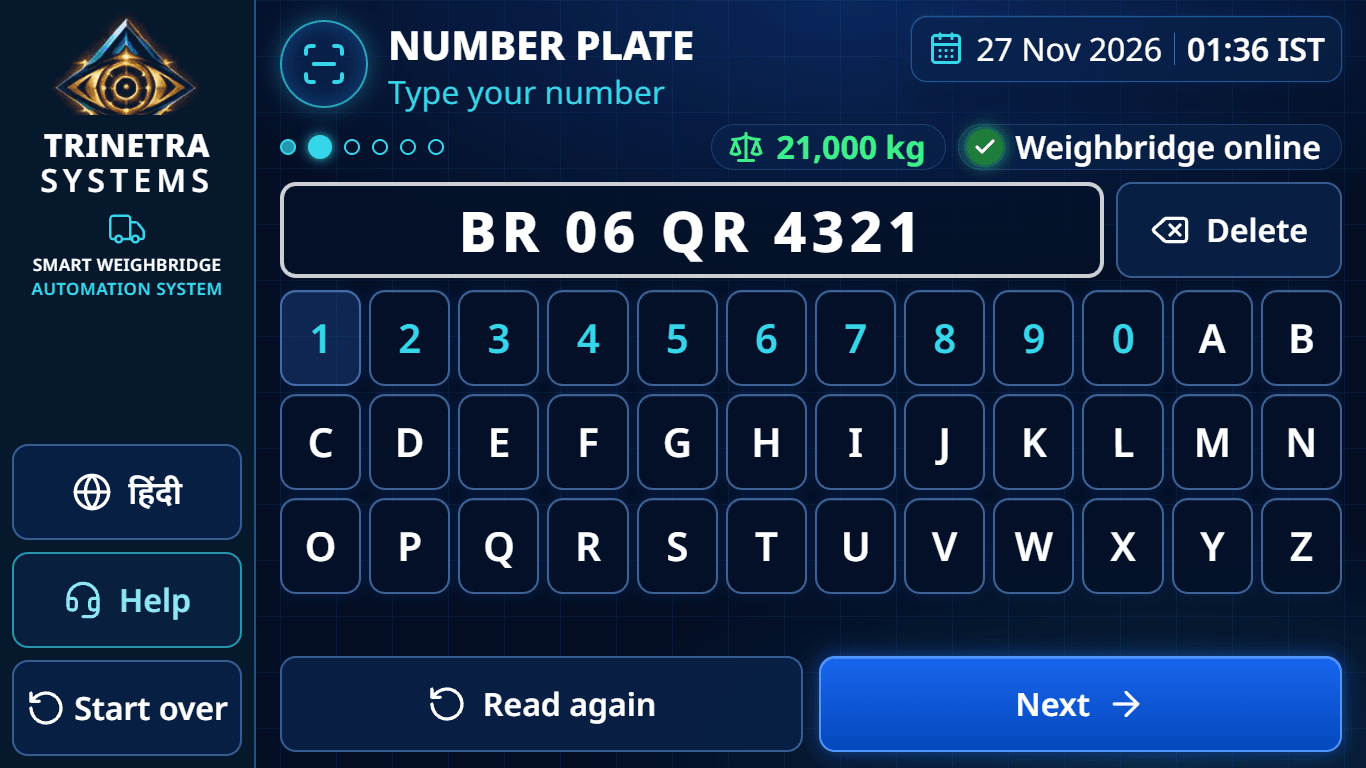 TRINETRA
SYSTEMS
SMART WEIGHBRIDGE
AUTOMATION SYSTEM
हिंदी
Help
Start over
NUMBER PLATE
Type your number
27 Nov 2026 01:36 IST
21,000 kg
Weighbridge online
BR 06 QR 4321
Delete
1 2 3 4 5 6 7 8 9 0 A B
C D E F G H I J K L M N
O P Q R S T U V W X Y Z
Read again
Next